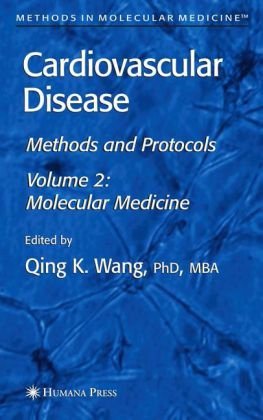 METHODS IN MOLECULAR MEDICINE™
Cardiovascular
Disease
Methods and Protocols
Volume 2:
Molecular Medicine
Edited by
Qing K. Wang, PhD, MBA
HUMANA PRESS